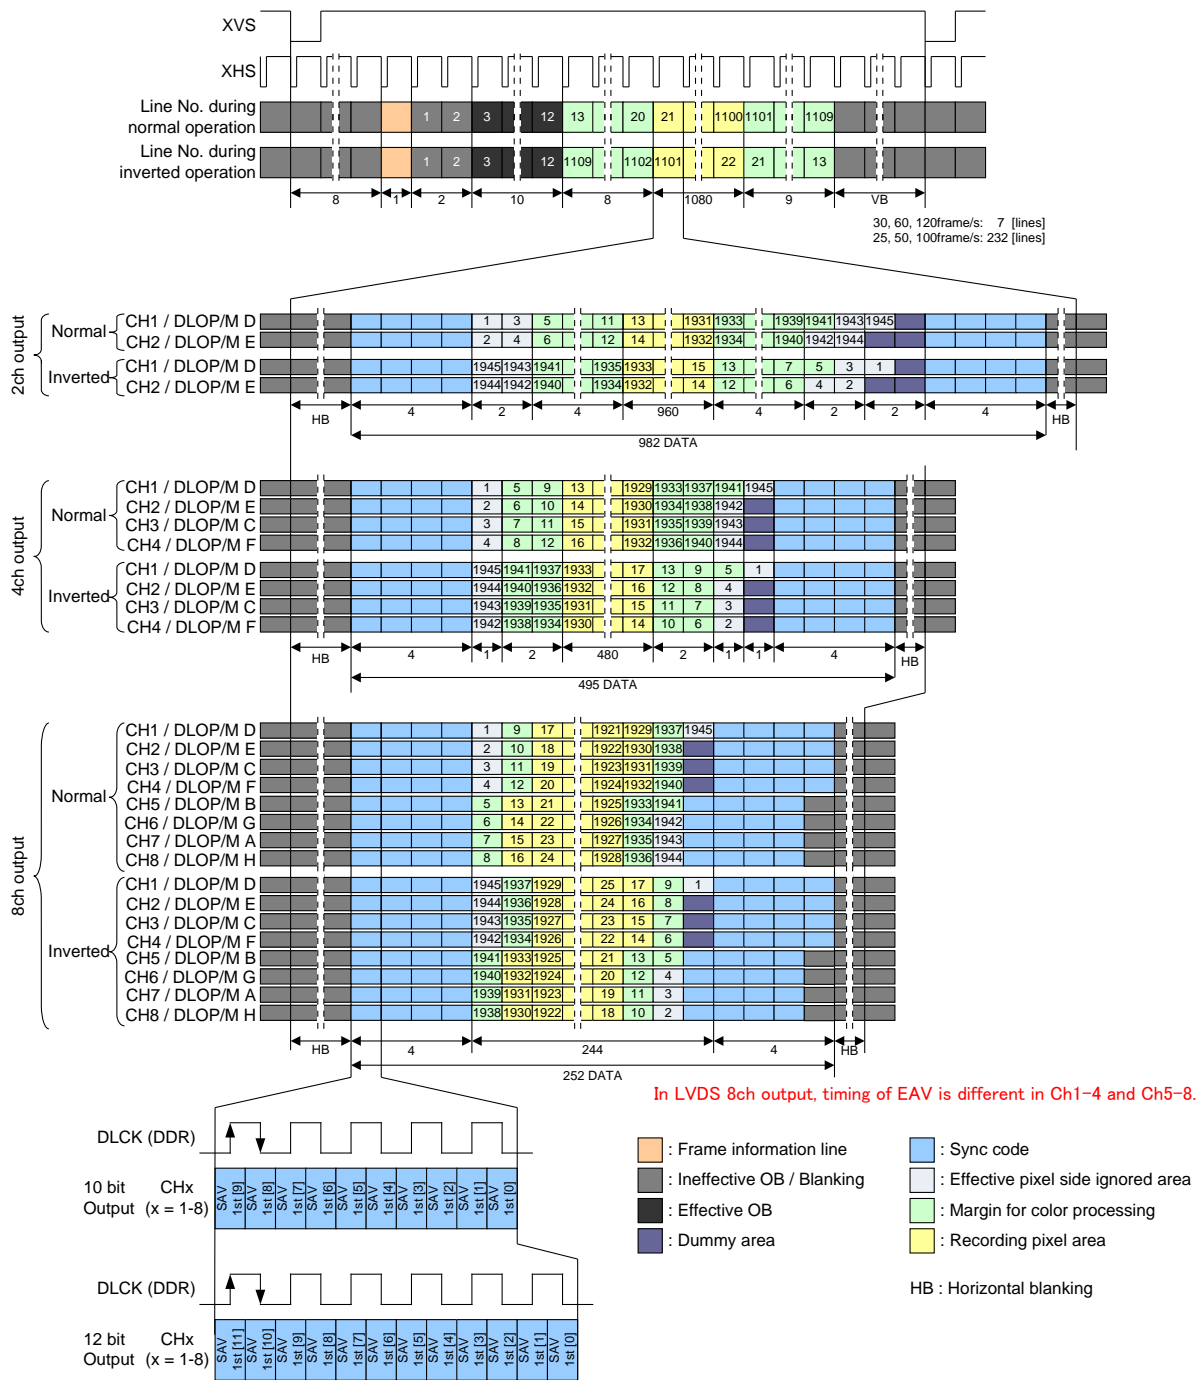 XVS
XHS
Line No. during normal operation
1 2 3 12 13 20 21 1100 1101 1109
Line No. during inverted operation
1 2 3 12 1109 1102 1101 22 21 13
8 1 2 10 8 1080 9 VB
30, 60, 120frame/s: 7 [lines]
25, 50, 100frame/s: 232 [lines]
2ch output
Normal
CH1 / DLOP/M D 1 3 5 11 13 1931 1933 1939 1941 1943 1945
CH2 / DLOP/M E 2 4 6 12 14 1932 1934 1940 1942 1944
Inverted
CH1 / DLOP/M D 1945 1943 1941 1935 1933 15 13 7 5 3 1
CH2 / DLOP/M E 1944 1942 1940 1934 1932 14 12 6 4 2
HB 4 2 4 960 4 2 2 4 HB
982 DATA
4ch output
Normal
CH1 / DLOP/M D 1 5 9 13 1929 1933 1937 1941 1945
CH2 / DLOP/M E 2 6 10 14 1930 1934 1938 1942
CH3 / DLOP/M C 3 7 11 15 1931 1935 1939 1943
CH4 / DLOP/M F 4 8 12 16 1932 1936 1940 1944
Inverted
CH1 / DLOP/M D 1945 1941 1937 1933 17 13 9 5 1
CH2 / DLOP/M E 1944 1940 1936 1932 16 12 8 4
CH3 / DLOP/M C 1943 1939 1935 1931 15 11 7 3
CH4 / DLOP/M F 1942 1938 1934 1930 14 10 6 2
HB 4 1 2 480 2 1 1 4 HB
495 DATA
8ch output
Normal
CH1 / DLOP/M D 1 9 17 1921 1929 1937 1945
CH2 / DLOP/M E 2 10 18 1922 1930 1938
CH3 / DLOP/M C 3 11 19 1923 1931 1939
CH4 / DLOP/M F 4 12 20 1924 1932 1940
CH5 / DLOP/M B 5 13 21 1925 1933 1941
CH6 / DLOP/M G 6 14 22 1926 1934 1942
CH7 / DLOP/M A 7 15 23 1927 1935 1943
CH8 / DLOP/M H 8 16 24 1928 1936 1944
Inverted
CH1 / DLOP/M D 1945 1937 1929 25 17 9 1
CH2 / DLOP/M E 1944 1936 1928 24 16 8
CH3 / DLOP/M C 1943 1935 1927 23 15 7
CH4 / DLOP/M F 1942 1934 1926 22 14 6
CH5 / DLOP/M B 1941 1933 1925 21 13 5
CH6 / DLOP/M G 1940 1932 1924 20 12 4
CH7 / DLOP/M A 1939 1931 1923 19 11 3
CH8 / DLOP/M H 1938 1930 1922 18 10 2
HB 4 244 4 HB
252 DATA
In LVDS 8ch output, timing of EAV is different in Ch1-4 and Ch5-8.
DLCK (DDR)
10 bit Output
CHx (x = 1-8)
SAV 1st [9] SAV 1st [8] SAV 1st [7] SAV 1st [6] SAV 1st [5] SAV 1st [4] SAV 1st [3] SAV 1st [2] SAV 1st [1] SAV 1st [0]
DLCK (DDR)
12 bit Output
CHx (x = 1-8)
SAV 1st [11] SAV 1st [10] SAV 1st [9] SAV 1st [8] SAV 1st [7] SAV 1st [6] SAV 1st [5] SAV 1st [4] SAV 1st [3] SAV 1st [2] SAV 1st [1] SAV 1st [0]
: Frame information line
: Ineffective OB / Blanking
: Effective OB
: Dummy area
: Sync code
: Effective pixel side ignored area
: Margin for color processing
: Recording pixel area
HB : Horizontal blanking